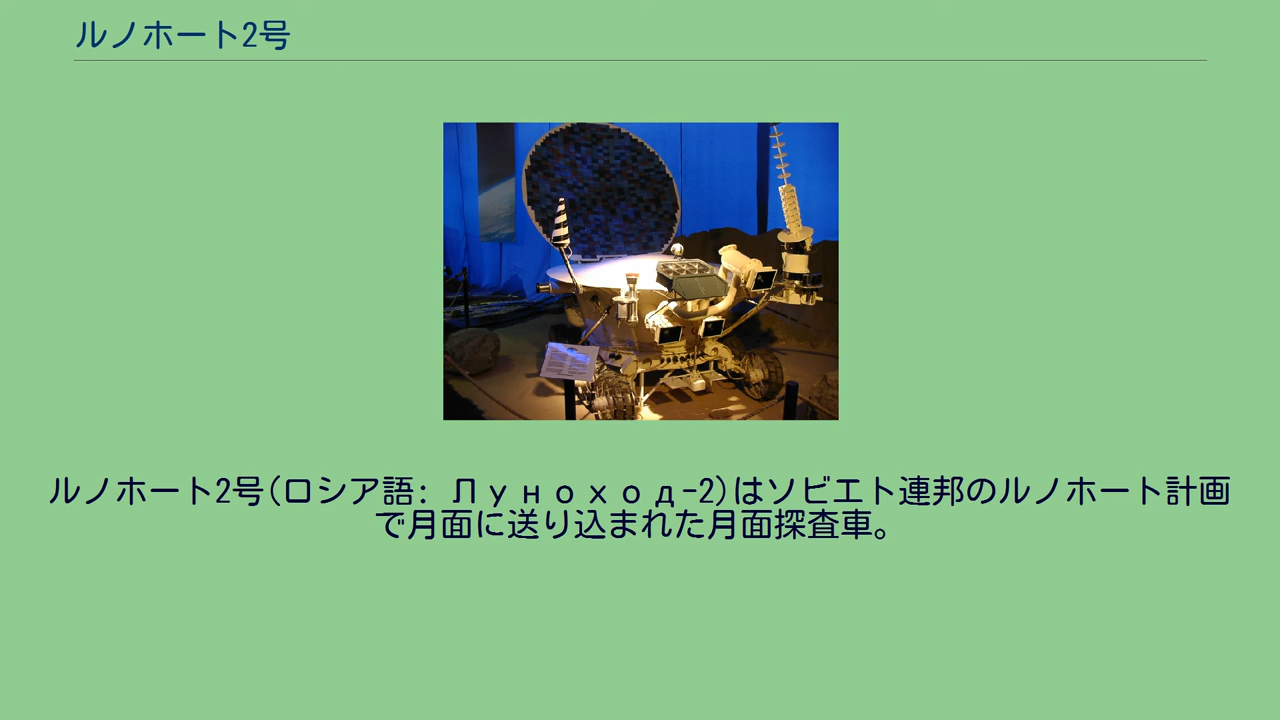 ルノホート2号
ルノホート2号(ロシア語: Луноход-2)はソビエト連邦のルノホート計画
で月面に送り込まれた月面探査車。